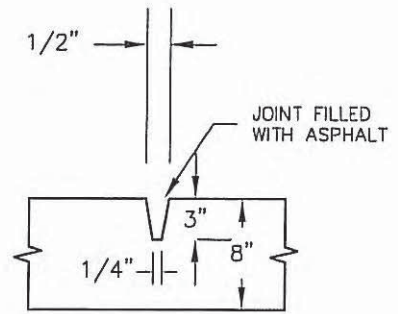 1/2"
JOINT FILLED
WITH ASPHALT
3"
8"
1/4"